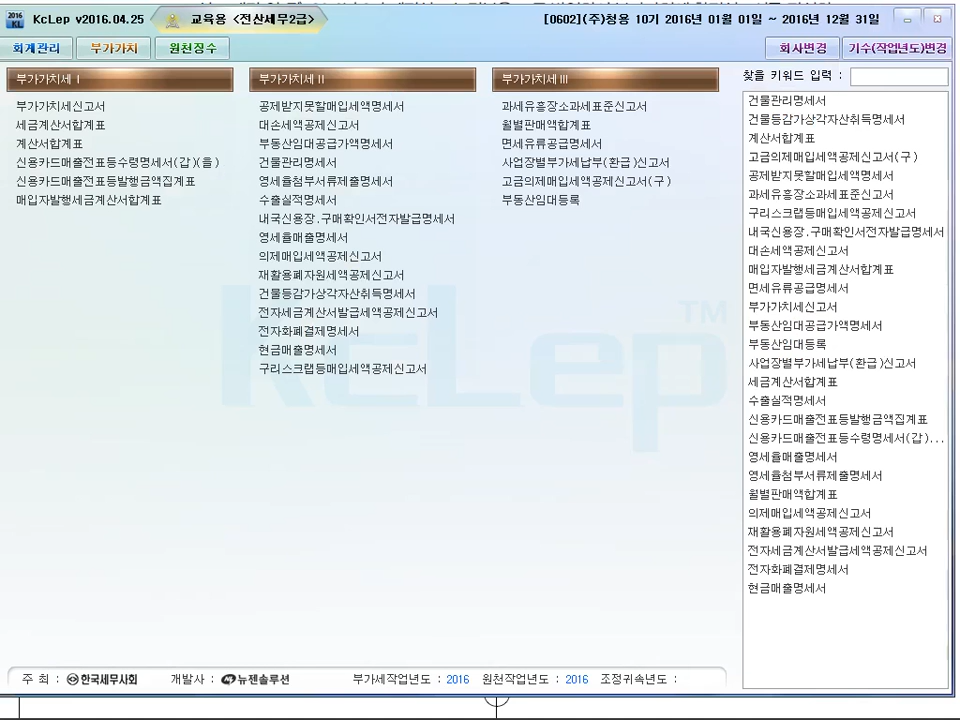 KcLep v2016.04.25
교육용 <전산세무2급>
[0602](주)청용 10기 2016년 01월 01일 ~ 2016년 12월 31일
회계관리
부가가치
원천징수
회사변경
기수(작업년도)변경
부가가치세 I
부가가치세신고서
세금계산서합계표
계산서합계표
신용카드매출전표등수령명세서(갑)(을)
신용카드매출전표등발행금액집계표
매입자발행세금계산서합계표
부가가치세 II
공제받지못할매입세액명세서
대손세액공제신고서
부동산임대공급가액명세서
건물관리명세서
영세율첨부서류제출명세서
수출실적명세서
내국신용장.구매확인서전자발급명세서
영세율매출명세서
의제매입세액공제신고서
재활용폐자원세액공제신고서
건물등감가상각자산취득명세서
전자세금계산서발급세액공제신고서
전자화폐결제명세서
현금매출명세서
구리스크랩등매입세액공제신고서
부가가치세 III
과세유흥장소과세표준신고서
월별판매액합계표
면세유류공급명세서
사업장별부가세납부(환급)신고서
고금의제매입세액공제신고서(구)
부동산임대등록
찾을 키워드 입력 :
건물관리명세서
건물등감가상각자산취득명세서
계산서합계표
고금의제매입세액공제신고서(구)
공제받지못할매입세액명세서
과세유흥장소과세표준신고서
구리스크랩등매입세액공제신고서
내국신용장.구매확인서전자발급명세서
대손세액공제신고서
매입자발행세금계산서합계표
면세유류공급명세서
부가가치세신고서
부동산임대공급가액명세서
부동산임대등록
사업장별부가세납부(환급)신고서
세금계산서합계표
수출실적명세서
신용카드매출전표등발행금액집계표
신용카드매출전표등수령명세서(갑)...
영세율매출명세서
영세율첨부서류제출명세서
월별판매액합계표
의제매입세액공제신고서
재활용폐자원세액공제신고서
전자세금계산서발급세액공제신고서
전자화폐결제명세서
현금매출명세서
KcLep TM
주 최 : 한국세무사회 개발사 : 뉴젠솔루션 부가세작업년도 : 2016 원천작업년도 : 2016 조정귀속년도 :